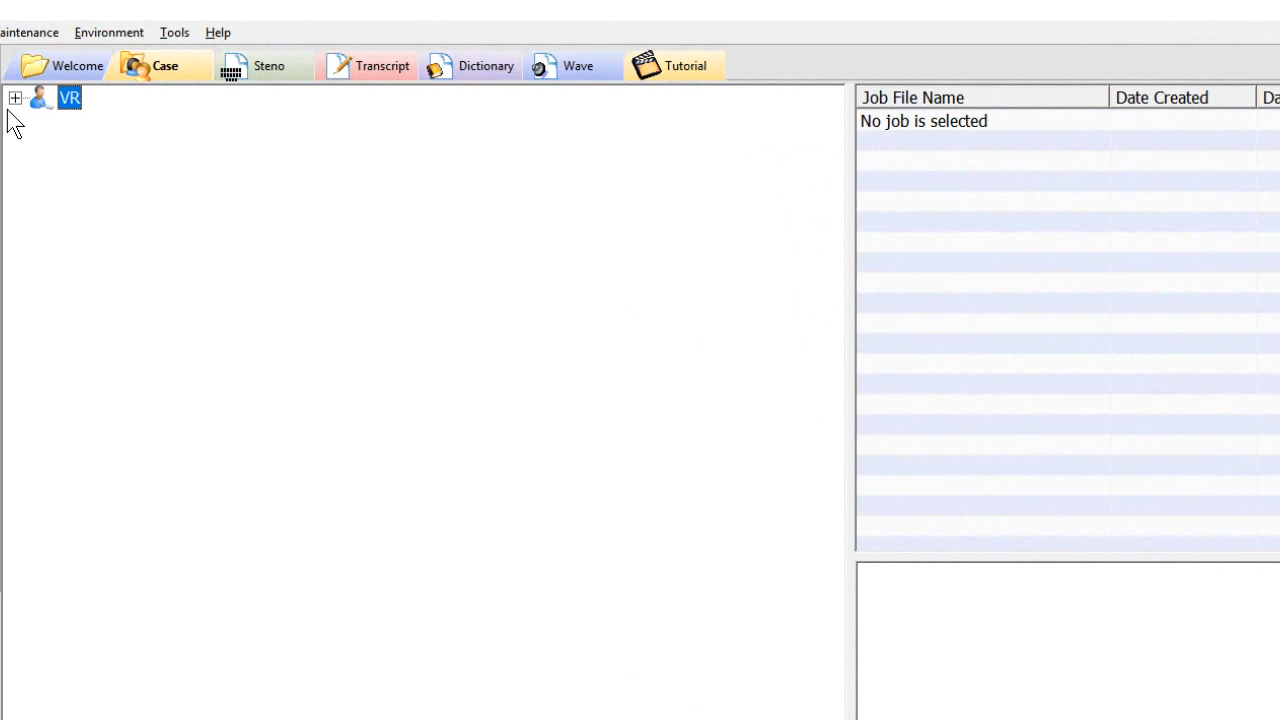 aintenance Environment Tools Help
Welcome Case Steno Transcript Dictionary Wave Tutorial
VR
Job File Name Date Created Da
No job is selected